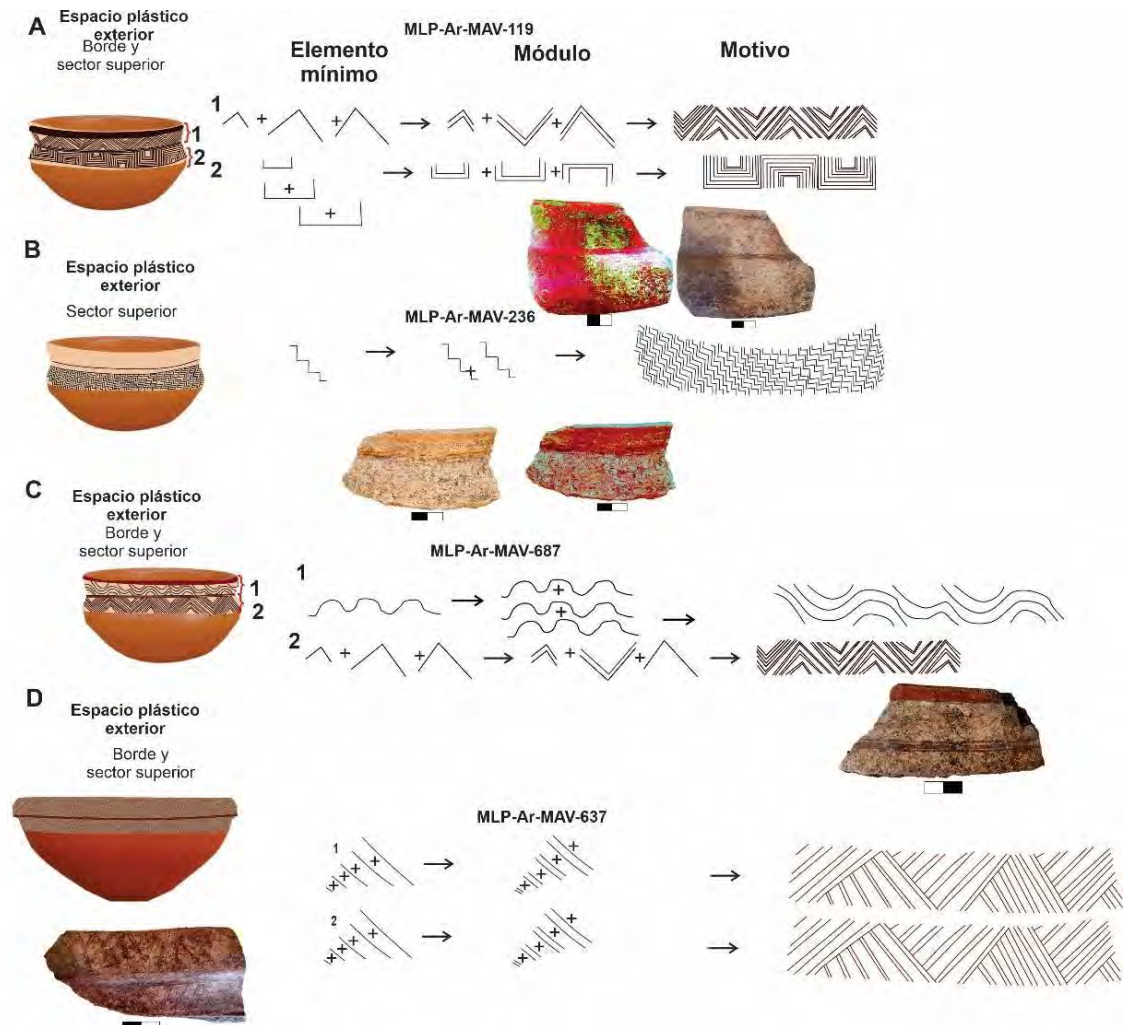 A
Espacio plástico
exterior
Borde y
sector superior
MLP-Ar-MAV-119
Elemento
mínimo
Módulo
Motivo
1
2
1
+ +
+ +
2
+
+
+ +
B
Espacio plástico
exterior
Sector superior
MLP-Ar-MAV-236
+
C
Espacio plástico
exterior
Borde y
sector superior
1
2
MLP-Ar-MAV-687
1
+
+
2
+ +
+ +
D
Espacio plástico
exterior
Borde y
sector superior
MLP-Ar-MAV-637
1
+ + + +
+ + + +
2
+ + + +
+ + + +